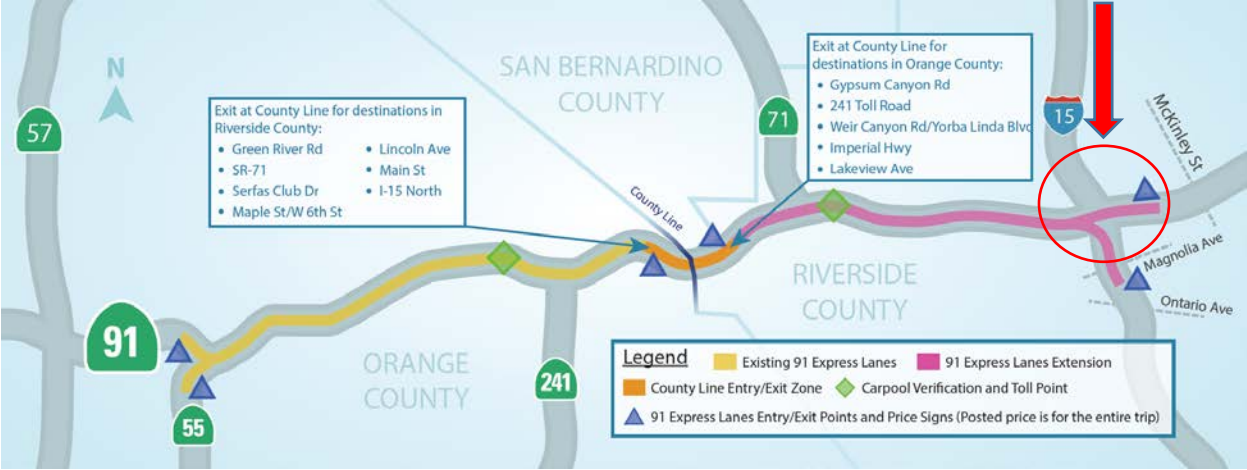 N
57
SAN BERNARDINO
COUNTY
Exit at County Line for destinations in
Riverside County:
• Green River Rd
• SR-71
• Serfas Club Dr
• Maple St/W 6th St
• Lincoln Ave
• Main St
• I-15 North
Exit at County Line for
destinations in Orange County:
• Gypsum Canyon Rd
• 241 Toll Road
• Weir Canyon Rd/Yorba Linda Blvd
• Imperial Hwy
• Lakeview Ave
71
15
McKinley St
County Line
RIVERSIDE
COUNTY
Magnolia Ave
Ontario Ave
91
ORANGE
COUNTY
241
55
Legend
Existing 91 Express Lanes
91 Express Lanes Extension
County Line Entry/Exit Zone
Carpool Verification and Toll Point
91 Express Lanes Entry/Exit Points and Price Signs (Posted price is for the entire trip)